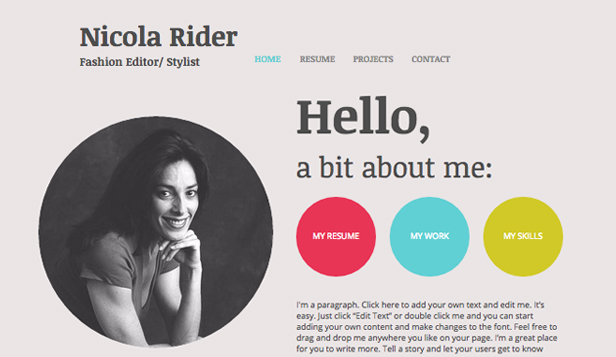 Nicola Rider
Fashion Editor/ Stylist
HOME RESUME PROJECTS CONTACT
Hello,
a bit about me:
MY RESUME MY WORK MY SKILLS
I'm a paragraph. Click here to add your own text and edit me. It's
easy. Just click "Edit Text" or double click me and you can start
adding your own content and make changes to the font. Feel free to
drag and drop me anywhere you like on your page. I'm a great place
for you to write more. Tell a story and let your users get to know